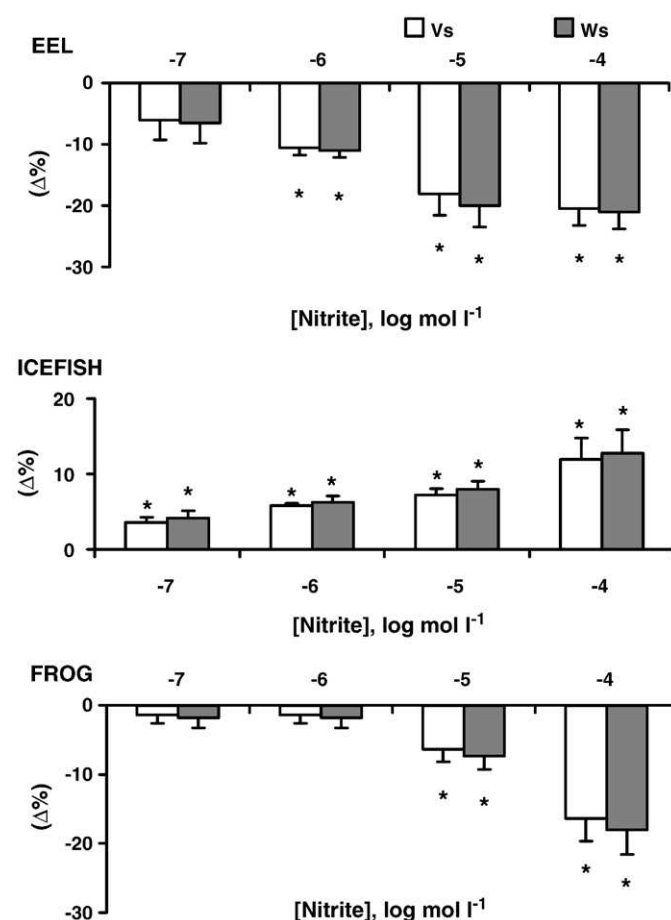 Vs Ws
EEL
-7 -6 -5 -4
0
-10
-20
-30
(Δ%)
* * * * * *
[Nitrite], log mol l⁻¹
ICEFISH
20
10
0
(Δ%)
* * * * * * * *
-7 -6 -5 -4
[Nitrite], log mol l⁻¹
FROG
-7 -6 -5 -4
0
-10
-20
-30
(Δ%)
* * * *
[Nitrite], log mol l⁻¹